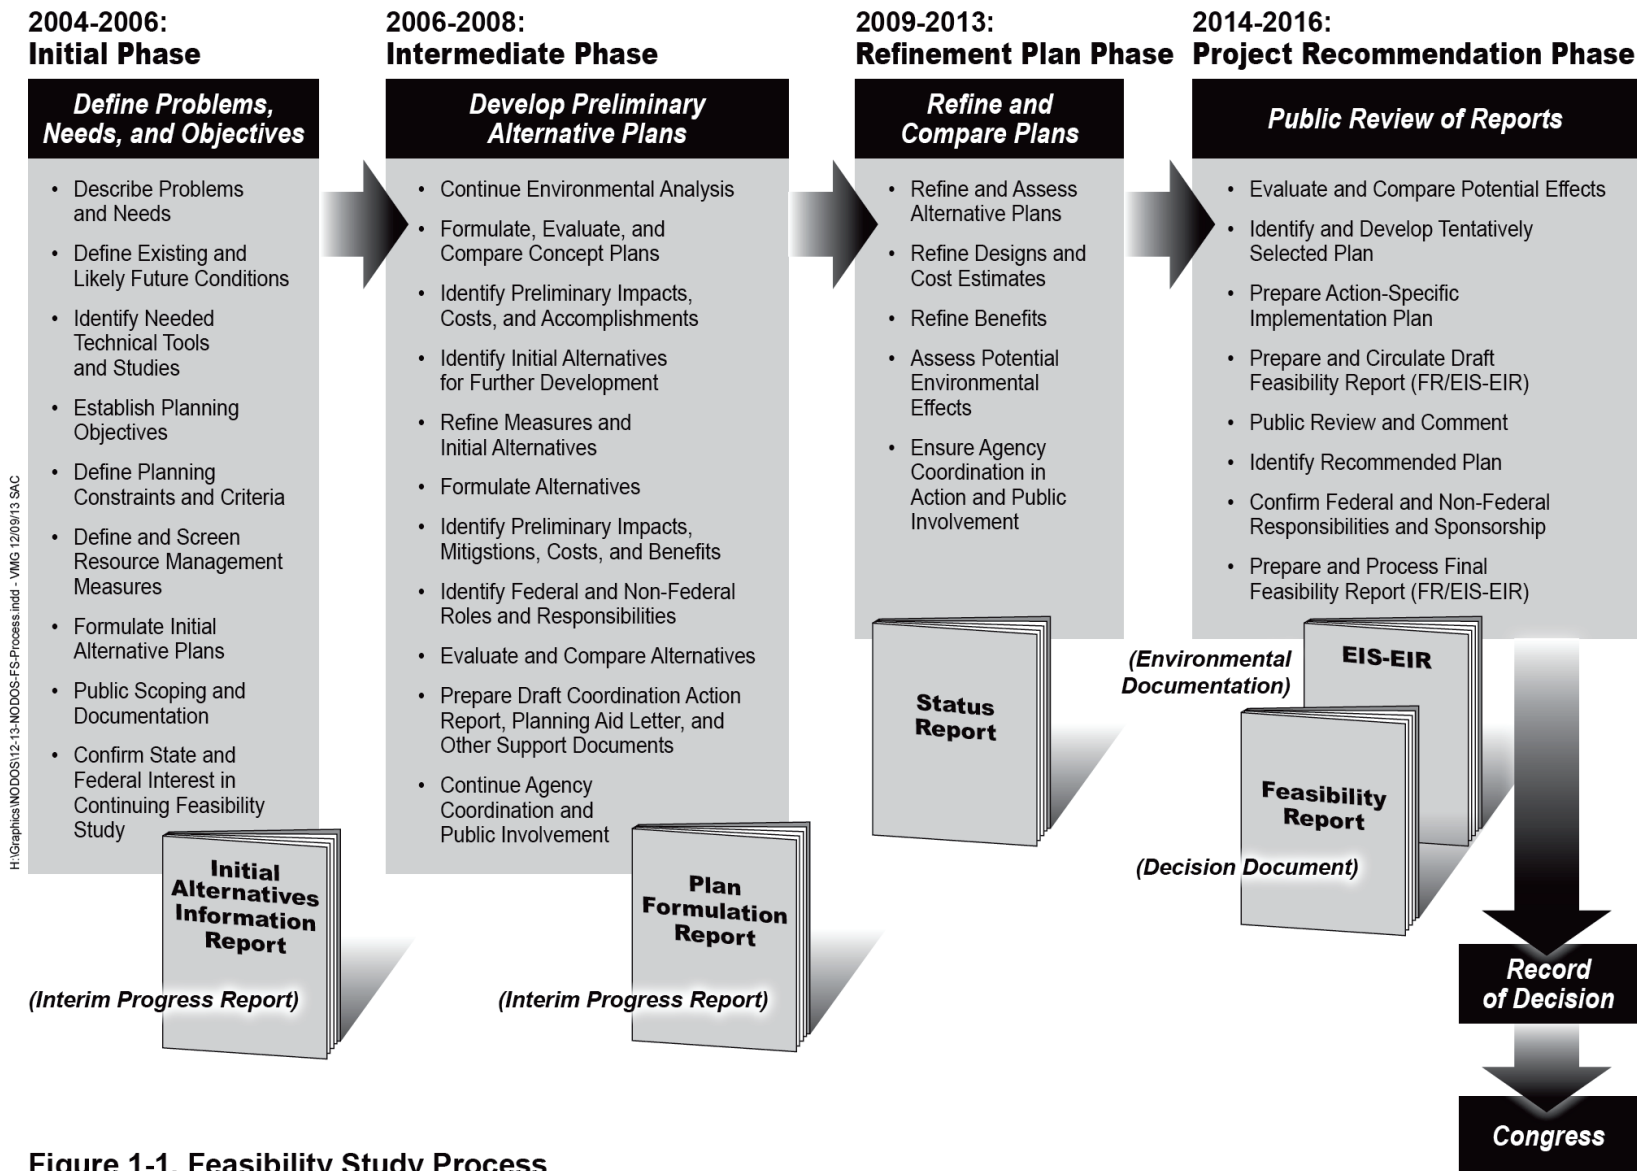 2004-2006:
Initial Phase
Define Problems,
Needs, and Objectives
• Describe Problems
and Needs
• Define Existing and
Likely Future Conditions
• Identify Needed
Technical Tools
and Studies
• Establish Planning
Objectives
• Define Planning
Constraints and Criteria
• Define and Screen
Resource Management
Measures
• Formulate Initial
Alternative Plans
• Public Scoping and
Documentation
• Confirm State and
Federal Interest in
Continuing Feasibility
Study
Initial
Alternatives
Information
Report
(Interim Progress Report)
2006-2008:
Intermediate Phase
Develop Preliminary
Alternative Plans
• Continue Environmental Analysis
• Formulate, Evaluate, and
Compare Concept Plans
• Identify Preliminary Impacts,
Costs, and Accomplishments
• Identify Initial Alternatives
for Further Development
• Refine Measures and
Initial Alternatives
• Formulate Alternatives
• Identify Preliminary Impacts,
Mitigstions, Costs, and Benefits
• Identify Federal and Non-Federal
Roles and Responsibilities
• Evaluate and Compare Alternatives
• Prepare Draft Coordination Action
Report, Planning Aid Letter, and
Other Support Documents
• Continue Agency
Coordination and
Public Involvement
Plan
Formulation
Report
(Interim Progress Report)
2009-2013:
Refinement Plan Phase
Refine and
Compare Plans
• Refine and Assess
Alternative Plans
• Refine Designs and
Cost Estimates
• Refine Benefits
• Assess Potential
Environmental
Effects
• Ensure Agency
Coordination in
Action and Public
Involvement
Status
Report
2014-2016:
Project Recommendation Phase
Public Review of Reports
• Evaluate and Compare Potential Effects
• Identify and Develop Tentatively
Selected Plan
• Prepare Action-Specific
Implementation Plan
• Prepare and Circulate Draft
Feasibility Report (FR/EIS-EIR)
• Public Review and Comment
• Identify Recommended Plan
• Confirm Federal and Non-Federal
Responsibilities and Sponsorship
• Prepare and Process Final
Feasibility Report (FR/EIS-EIR)
(Environmental
Documentation)
EIS-EIR
Feasibility
Report
(Decision Document)
Record
of Decision
Congress
H:\Graphics\NODOS\12-13-NODOS-FS-Process.indd - VMG 12/09/13 SAC
Figure 1-1. Feasibility Study Process